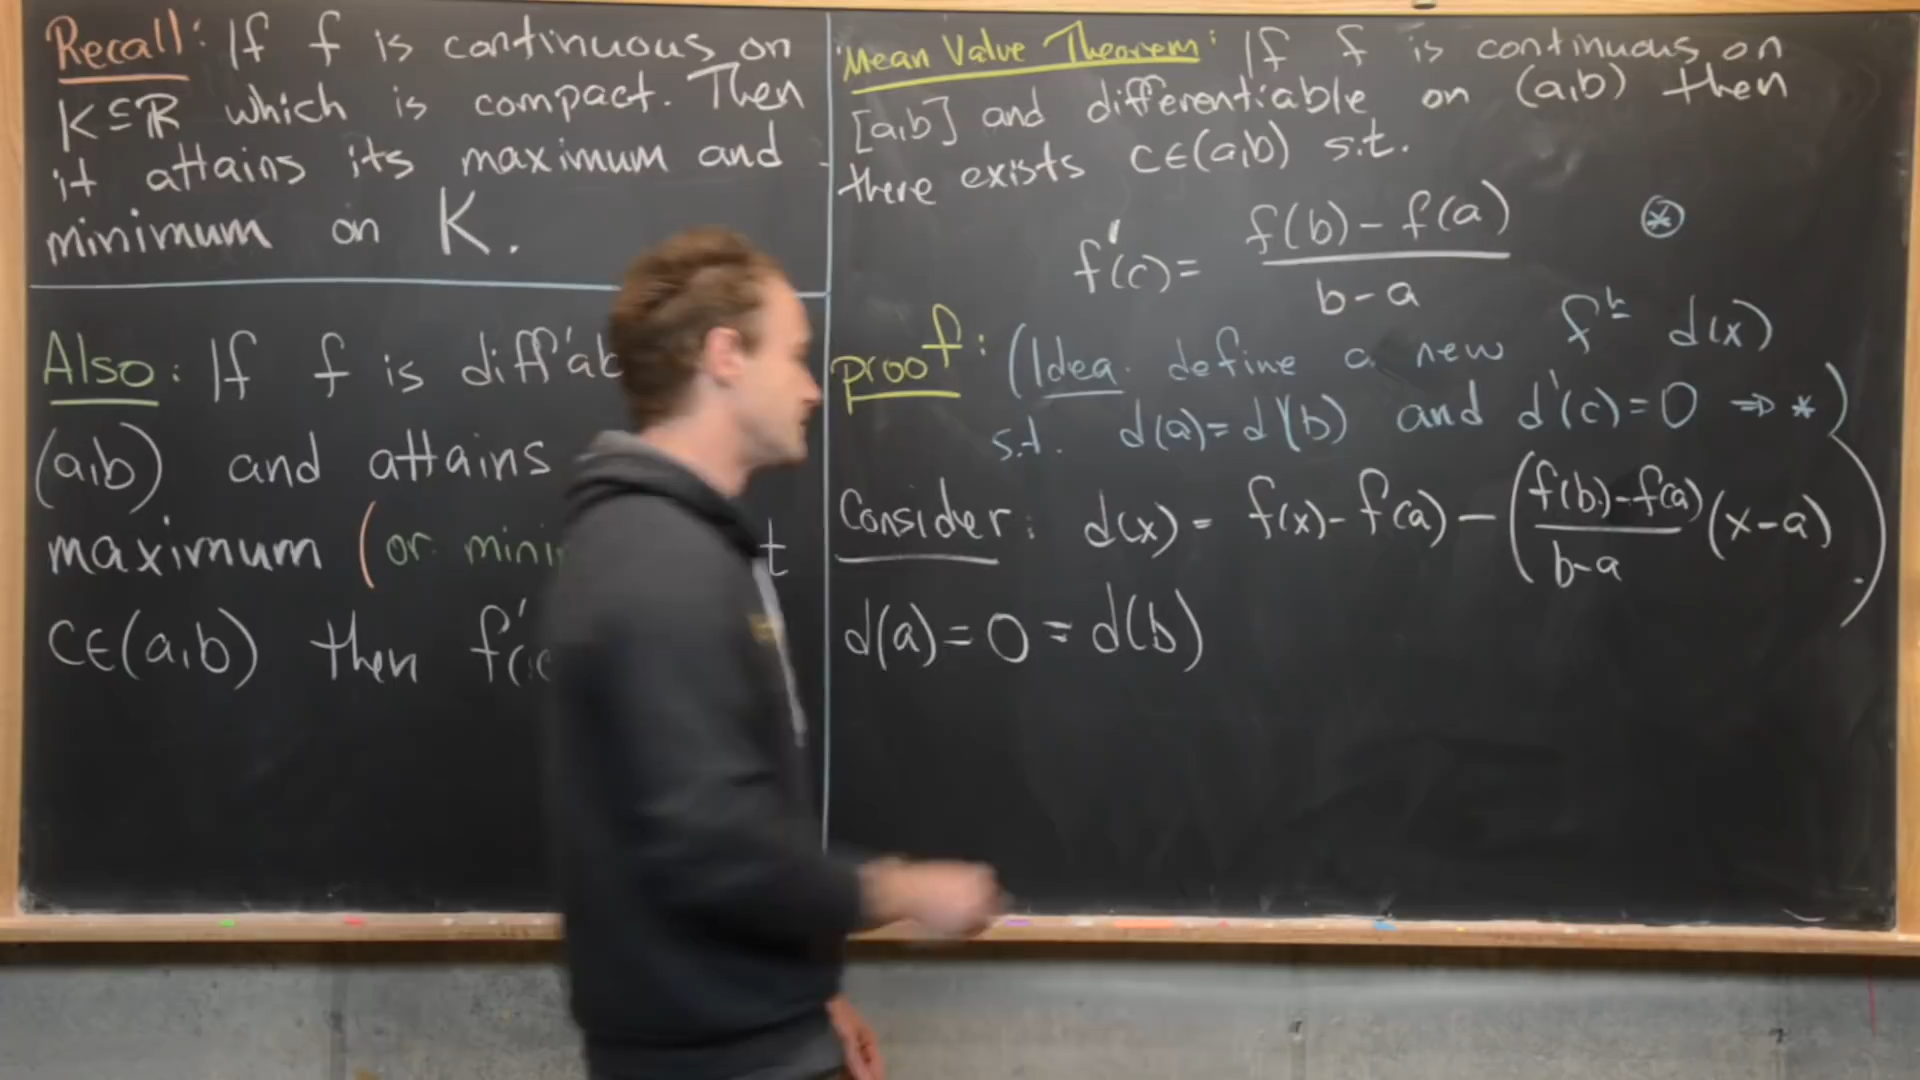 Recall: If f is continuous on
K⊆ℝ which is compact. Then
it attains its maximum and
minimum on K.
Also: If f is diff'ab
(a,b) and attains
maximum (or mini t
c∈(a,b) then f'(c
Mean Value Theorem: If f is continuous on
[a,b] and differentiable on (a,b) then
there exists c∈(a,b) s.t.
f'(c) = (f(b) - f(a)) / (b - a) ⊛
proof: (Idea. define a new fⁿ d(x)
s.t. d(a) = d(b) and d'(c) = 0 ⇒ *)
Consider: d(x) = f(x) - f(a) - ((f(b) - f(a)) / (b - a) (x - a))
d(a) = 0 = d(b)